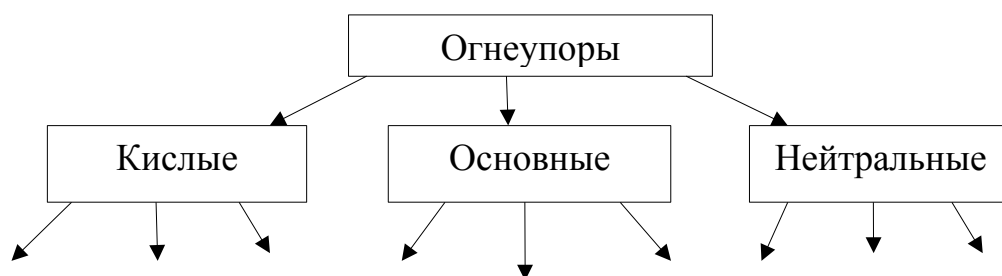 Огнеупоры
Кислые
Основные
Нейтральные